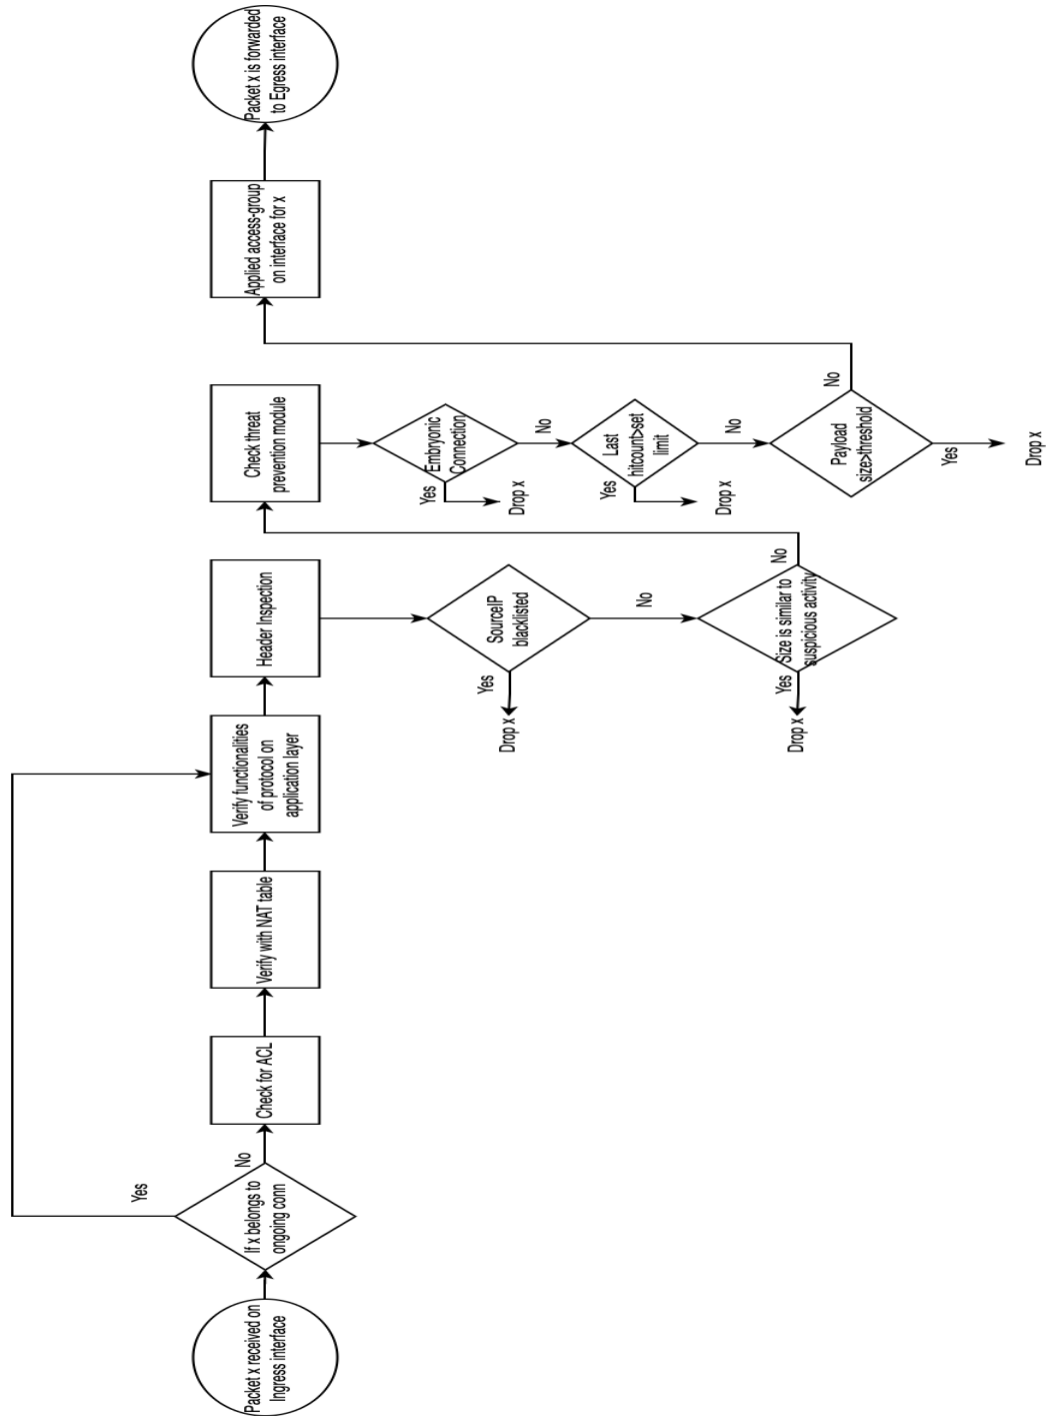 Packet x received on
Ingress interface
If x belongs to
ongoing conn
Yes
No
Check for ACL
Verify with NAT table
Verify functionalities
of protocol on
application layer
Header Inspection
SourceIP
blacklisted
Yes
Drop x
No
Size is similar to
suspicious activity
Yes
Drop x
No
Check threat
prevention module
Embryonic
Connection
Yes
Drop x
No
Last
hitcount>set
limit
Yes
Drop x
No
Payload
size>threshold
Yes
Drop x
No
Applied access-group
on interface for x
Packet x is forwarded
to Egress interface